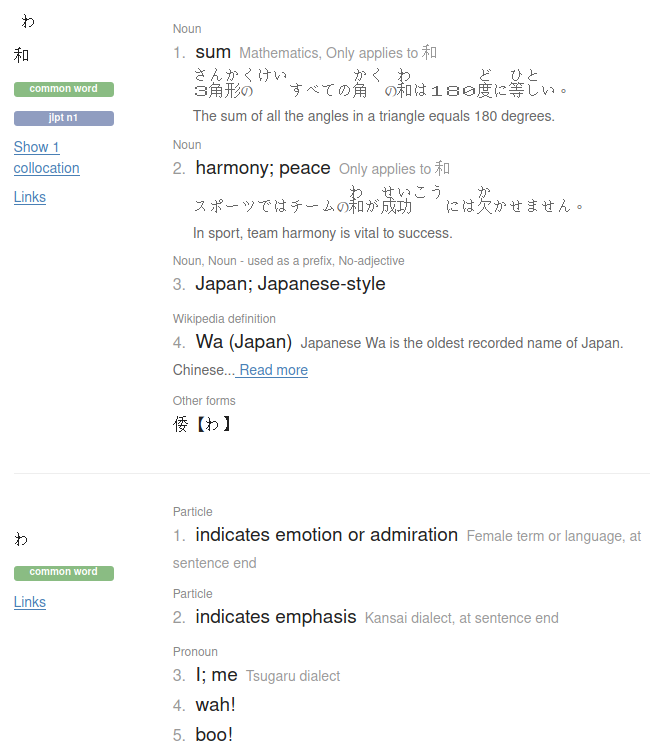 わ
和
common word
jlpt n1
Show 1
collocation
Links
Noun
1. sum Mathematics, Only applies to 和
さんかくけい かく わ ど ひと
３角形の すべての角 の和は１８０度に等しい。
The sum of all the angles in a triangle equals 180 degrees.
Noun
2. harmony; peace Only applies to 和
わ せいこう か
スポーツではチームの和が成功 には欠かせません。
In sport, team harmony is vital to success.
Noun, Noun - used as a prefix, No-adjective
3. Japan; Japanese-style
Wikipedia definition
4. Wa (Japan) Japanese Wa is the oldest recorded name of Japan.
Chinese... Read more
Other forms
倭 【わ】
わ
common word
Links
Particle
1. indicates emotion or admiration Female term or language, at
sentence end
Particle
2. indicates emphasis Kansai dialect, at sentence end
Pronoun
3. I; me Tsugaru dialect
4. wah!
5. boo!